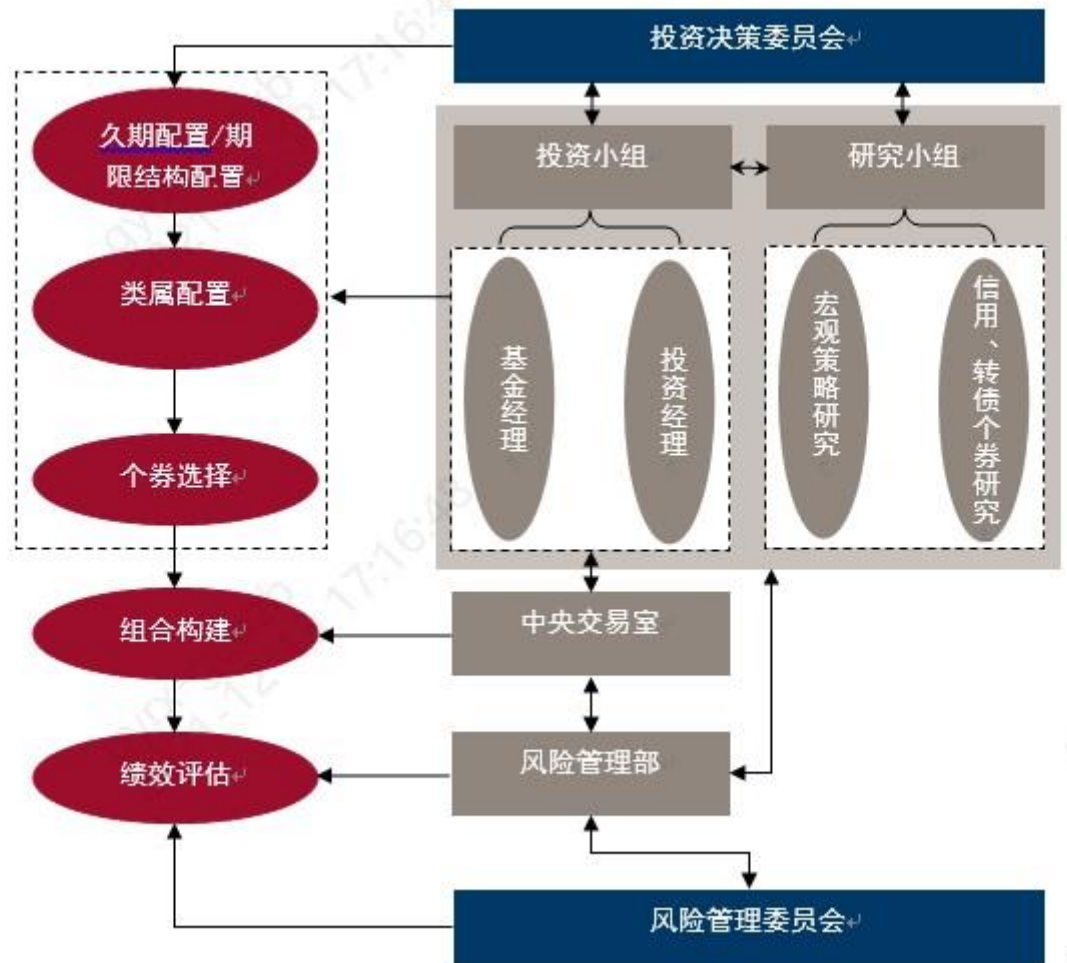 投资决策委员会
久期配置/期
限结构配置
投资小组
研究小组
类属配置
基金经理
投资经理
宏观策略研究
信用、转债个券研究
个券选择
组合构建
中央交易室
绩效评估
风险管理部
风险管理委员会